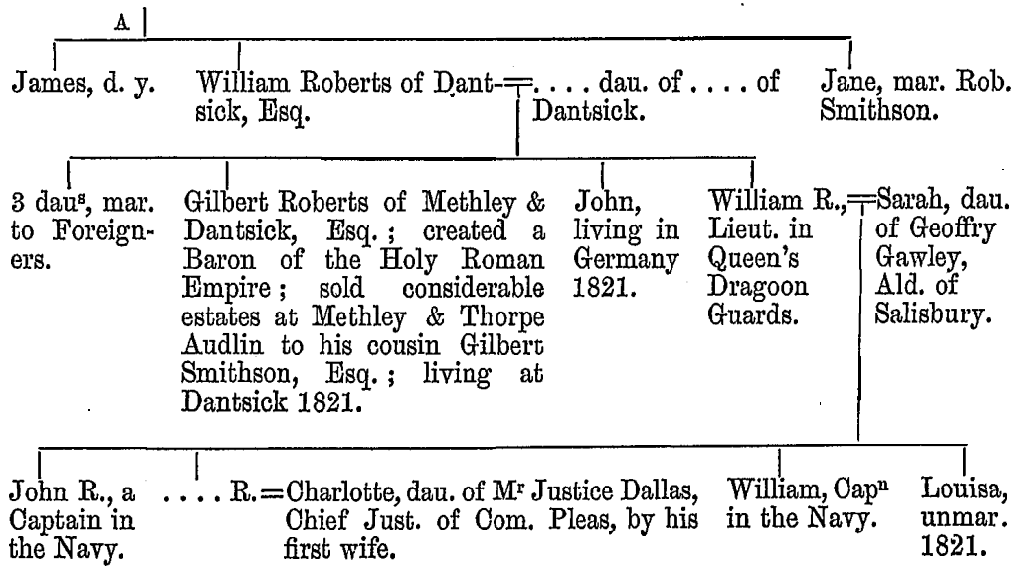 A
James, d. y.
William Roberts of Dant-
sick, Esq.
. . . . dau. of . . . . of
Dantsick.
Jane, mar. Rob.
Smithson.
3 dauˢ, mar.
to Foreign-
ers.
Gilbert Roberts of Methley &
Dantsick, Esq. ; created a
Baron of the Holy Roman
Empire ; sold considerable
estates at Methley & Thorpe
Audlin to his cousin Gilbert
Smithson, Esq. ; living at
Dantsick 1821.
John,
living in
Germany
1821.
William R.,
Lieut. in
Queen's
Dragoon
Guards.
Sarah, dau.
of Geoffry
Gawley,
Ald. of
Salisbury.
John R., a
Captain in
the Navy.
. . . . R.=Charlotte, dau. of Mʳ Justice Dallas,
Chief Just. of Com. Pleas, by his
first wife.
William, Capⁿ
in the Navy.
Louisa,
unmar.
1821.